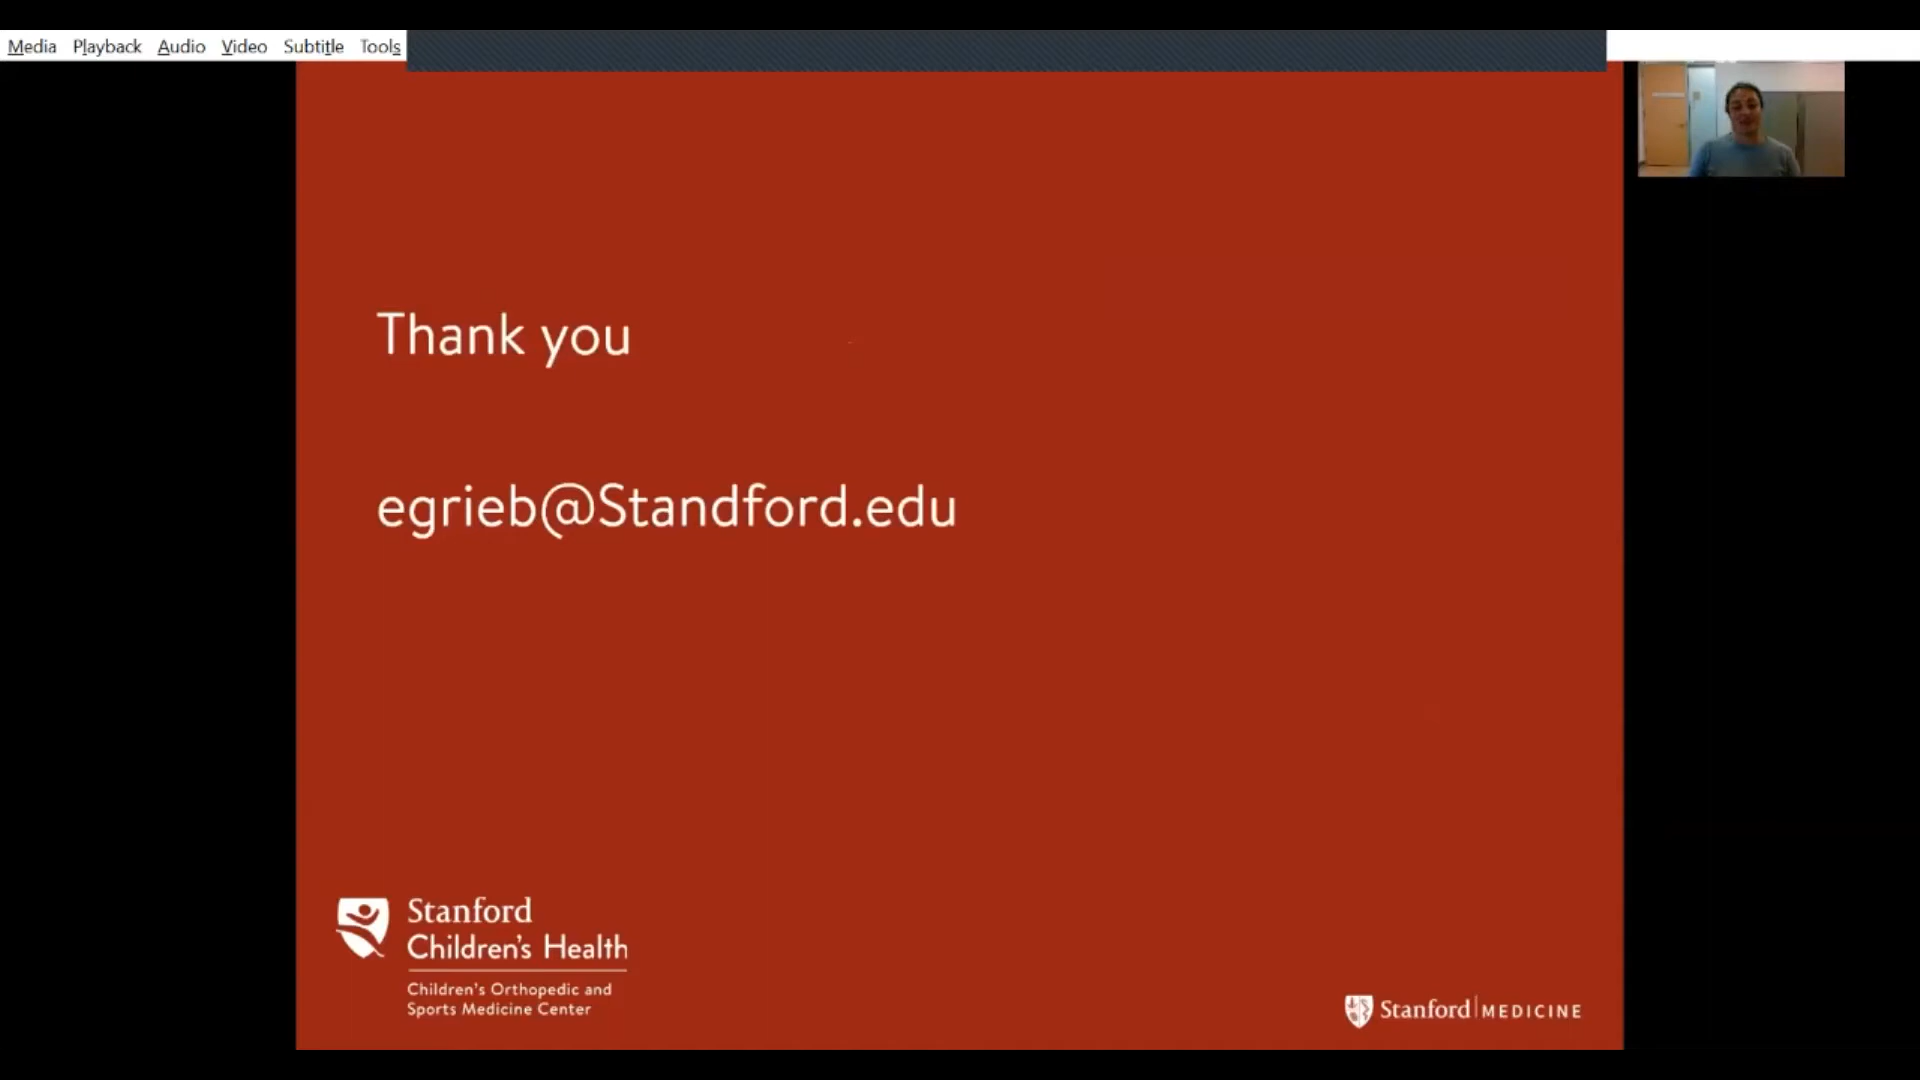 Media Playback Audio Video Subtitle Tools
Thank you
egrieb@Standford.edu
Stanford
Children's Health
Children's Orthopedic and
Sports Medicine Center
Stanford MEDICINE